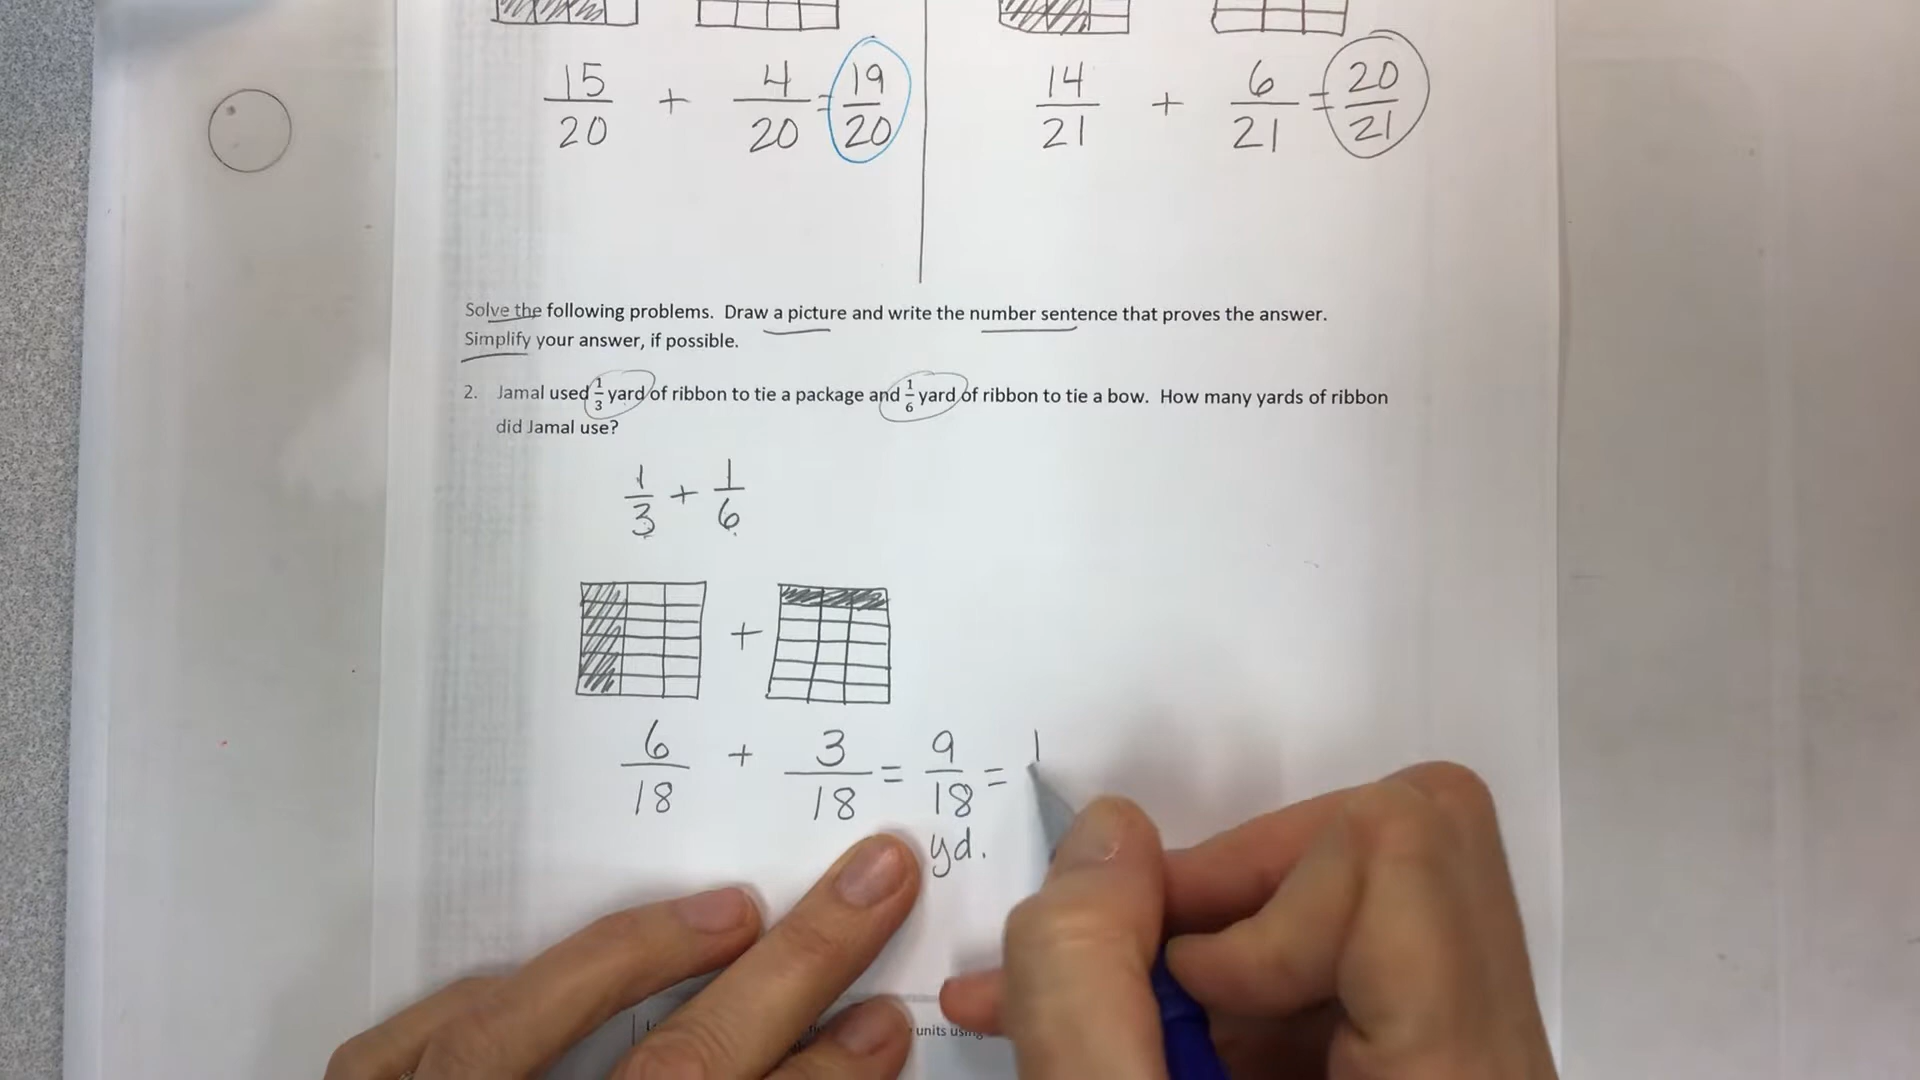 15/20 + 4/20 = 19/20
14/21 + 6/21 = 20/21
Solve the following problems. Draw a picture and write the number sentence that proves the answer.
Simplify your answer, if possible.
2. Jamal used 1/3 yard of ribbon to tie a package and 1/6 yard of ribbon to tie a bow. How many yards of ribbon
did Jamal use?
1/3 + 1/6
+
6/18 + 3/18 = 9/18 = 1
yd.
units using